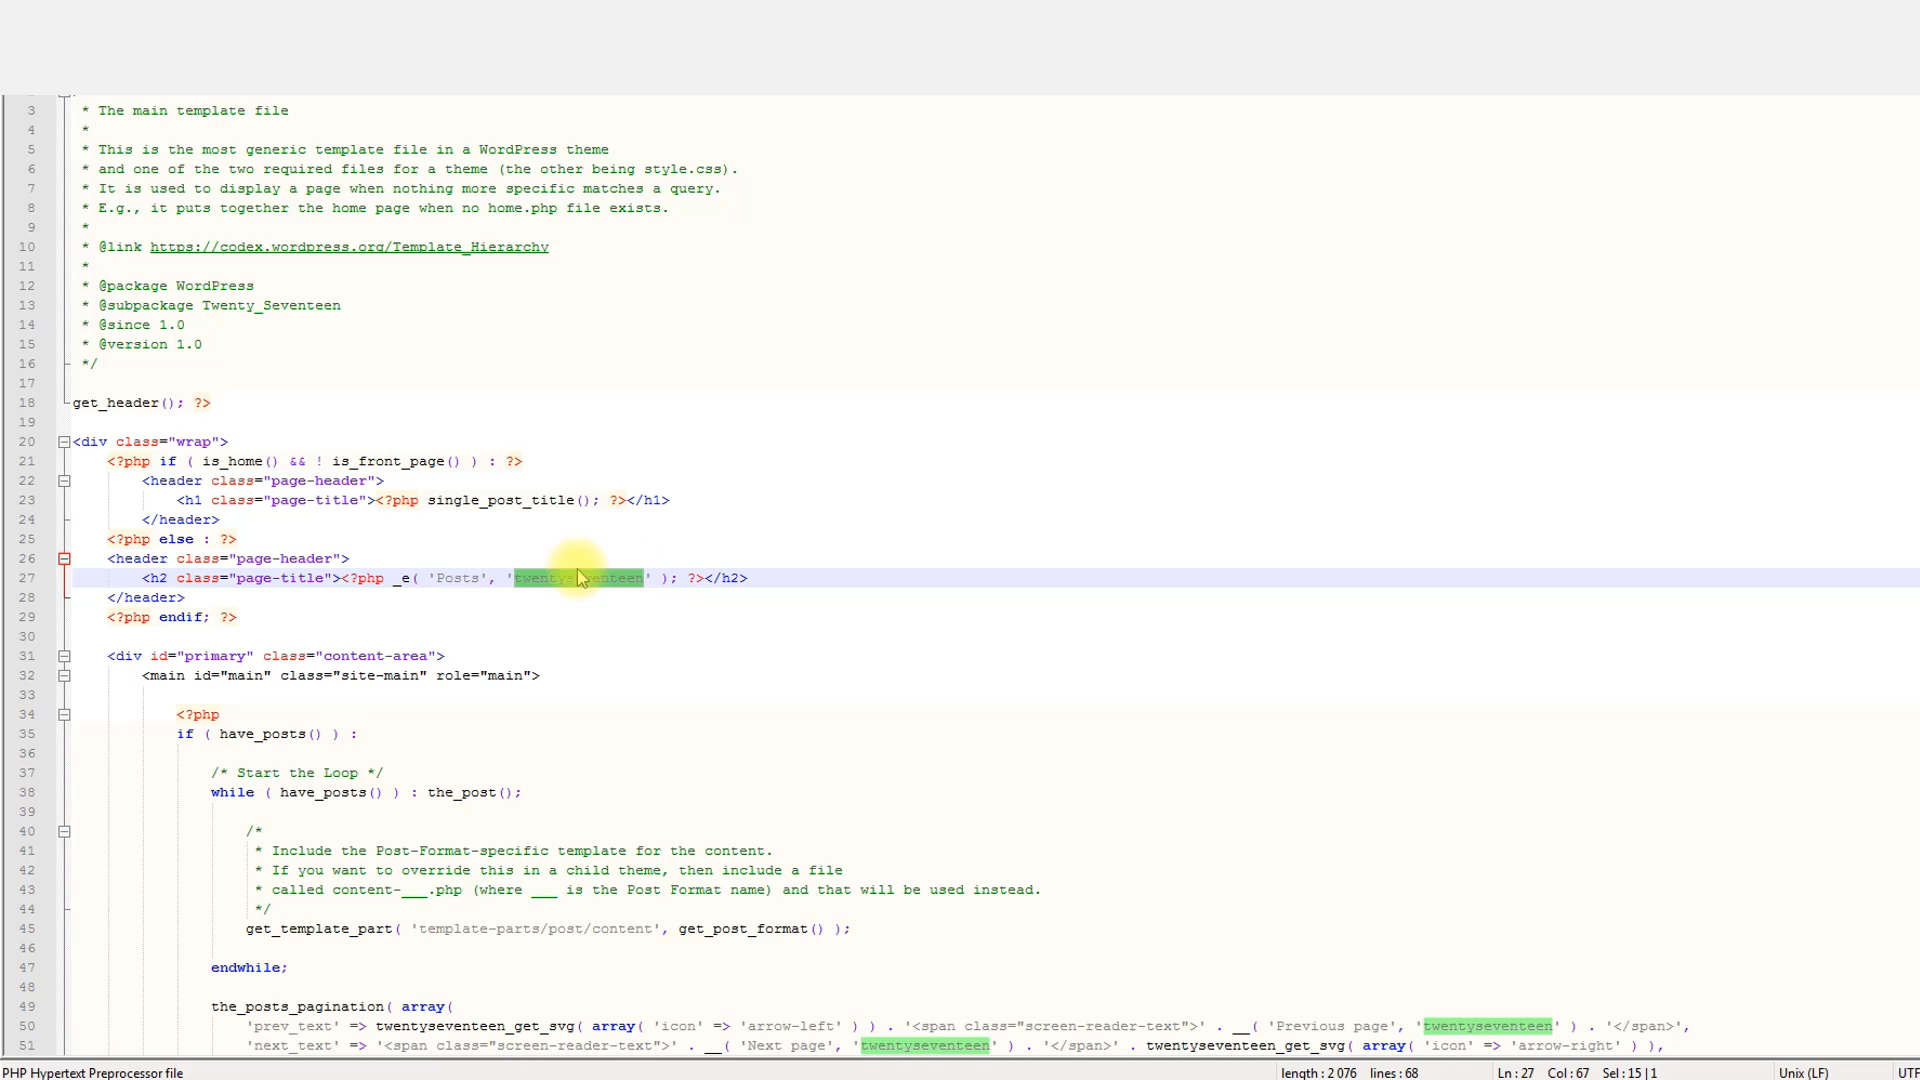 3 * The main template file
4 *
5 * This is the most generic template file in a WordPress theme
6 * and one of the two required files for a theme (the other being style.css).
7 * It is used to display a page when nothing more specific matches a query.
8 * E.g., it puts together the home page when no home.php file exists.
9 *
10 * @link https://codex.wordpress.org/Template_Hierarchy
11 *
12 * @package WordPress
13 * @subpackage Twenty_Seventeen
14 * @since 1.0
15 * @version 1.0
16 */
17
18 get_header(); ?>
19
20 <div class="wrap">
21 <?php if ( is_home() && ! is_front_page() ) : ?>
22 <header class="page-header">
23 <h1 class="page-title"><?php single_post_title(); ?></h1>
24 </header>
25 <?php else : ?>
26 <header class="page-header">
27 <h2 class="page-title"><?php _e( 'Posts', 'twentyseventeen' ); ?></h2>
28 </header>
29 <?php endif; ?>
30
31 <div id="primary" class="content-area">
32 <main id="main" class="site-main" role="main">
33
34 <?php
35 if ( have_posts() ) :
36
37 /* Start the Loop */
38 while ( have_posts() ) : the_post();
39
40 /*
41 * Include the Post-Format-specific template for the content.
42 * If you want to override this in a child theme, then include a file
43 * called content-___.php (where ___ is the Post Format name) and that will be used instead.
44 */
45 get_template_part( 'template-parts/post/content', get_post_format() );
46
47 endwhile;
48
49 the_posts_pagination( array(
50 'prev_text' => twentyseventeen_get_svg( array( 'icon' => 'arrow-left' ) ) . '<span class="screen-reader-text">' . __( 'Previous page', 'twentyseventeen' ) . '</span>',
51 'next_text' => '<span class="screen-reader-text">' . __( 'Next page', 'twentyseventeen' ) . '</span>' . twentyseventeen_get_svg( array( 'icon' => 'arrow-right' ) ),
PHP Hypertext Preprocessor file length : 2 076 lines : 68 Ln : 27 Col : 67 Sel : 15 | 1 Unix (LF) UTF